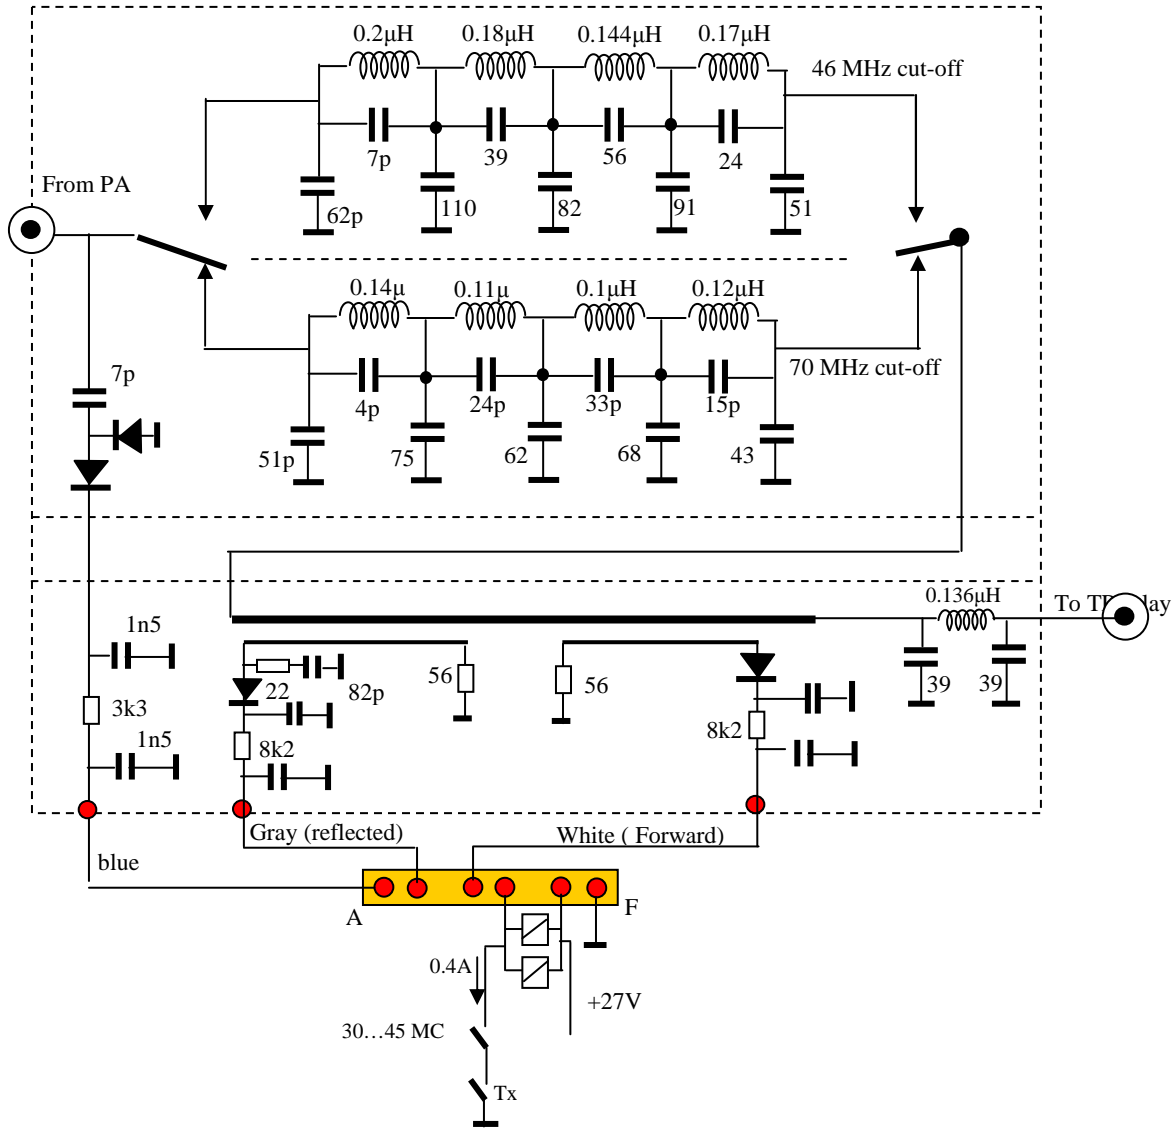 0.2μH 0.18μH 0.144μH 0.17μH
46 MHz cut-off
7p 39 56 24
From PA
62p 110 82 91 51
0.14μ 0.11μ 0.1μH 0.12μH
70 MHz cut-off
7p
4p 24p 33p 15p
51p 75 62 68 43
0.136μH
To
1n5
56 56
22 82p
39 39
3k3
1n5
8k2 8k2
Gray (reflected)
White ( Forward)
blue
A F
0.4A
+27V
30…45 MC
Tx